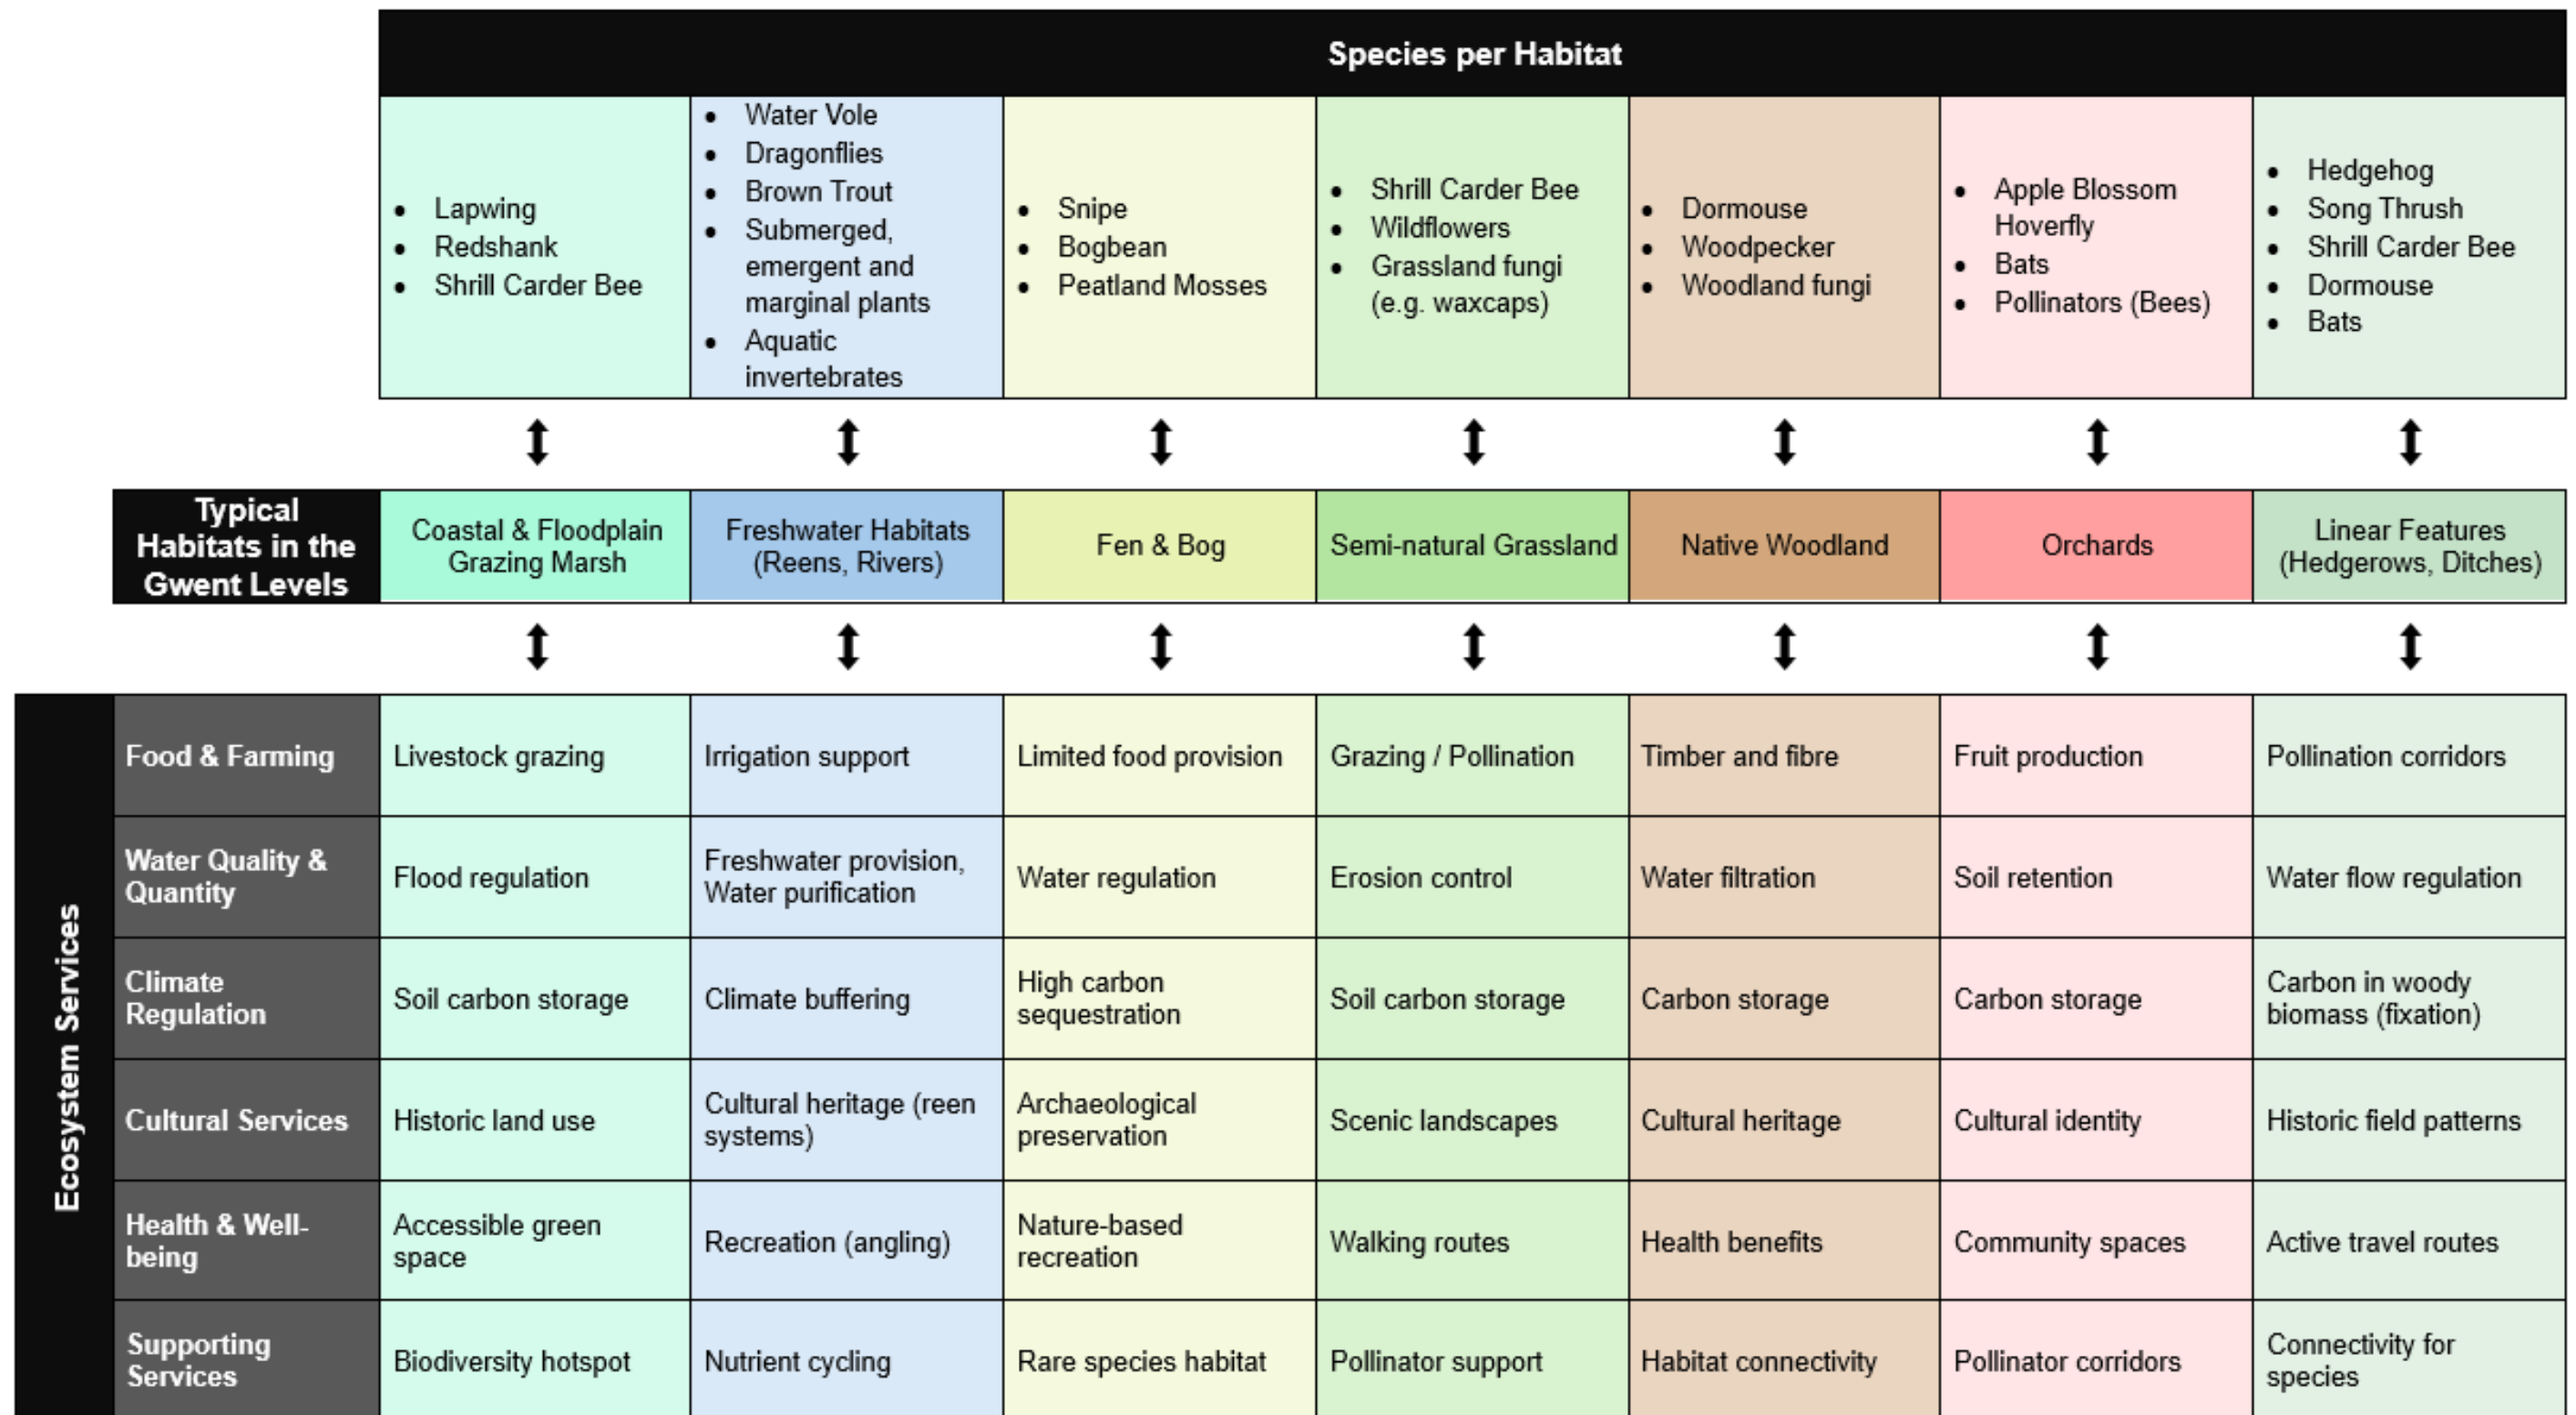 Species per Habitat
• Lapwing
• Redshank
• Shrill Carder Bee
• Water Vole
• Dragonflies
• Brown Trout
• Submerged,
emergent and
marginal plants
• Aquatic
invertebrates
• Snipe
• Bogbean
• Peatland Mosses
• Shrill Carder Bee
• Wildflowers
• Grassland fungi
(e.g. waxcaps)
• Dormouse
• Woodpecker
• Woodland fungi
• Apple Blossom
Hoverfly
• Bats
• Pollinators (Bees)
• Hedgehog
• Song Thrush
• Shrill Carder Bee
• Dormouse
• Bats
Typical
Habitats in the
Gwent Levels
Coastal & Floodplain
Grazing Marsh
Freshwater Habitats
(Reens, Rivers)
Fen & Bog
Semi-natural Grassland
Native Woodland
Orchards
Linear Features
(Hedgerows, Ditches)
Ecosystem Services
Food & Farming
Livestock grazing
Irrigation support
Limited food provision
Grazing / Pollination
Timber and fibre
Fruit production
Pollination corridors
Water Quality &
Quantity
Flood regulation
Freshwater provision,
Water purification
Water regulation
Erosion control
Water filtration
Soil retention
Water flow regulation
Climate
Regulation
Soil carbon storage
Climate buffering
High carbon
sequestration
Soil carbon storage
Carbon storage
Carbon storage
Carbon in woody
biomass (fixation)
Cultural Services
Historic land use
Cultural heritage (reen
systems)
Archaeological
preservation
Scenic landscapes
Cultural heritage
Cultural identity
Historic field patterns
Health & Well-
being
Accessible green
space
Recreation (angling)
Nature-based
recreation
Walking routes
Health benefits
Community spaces
Active travel routes
Supporting
Services
Biodiversity hotspot
Nutrient cycling
Rare species habitat
Pollinator support
Habitat connectivity
Pollinator corridors
Connectivity for
species